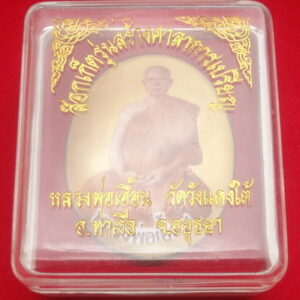 ล็อกเก็ตรุ่นสร้างศาลาการเปรียญ
หลวงพ่อเอื้อน วัดวังแดงใต้
อ.ท่าเรือ จ.อยุธยา